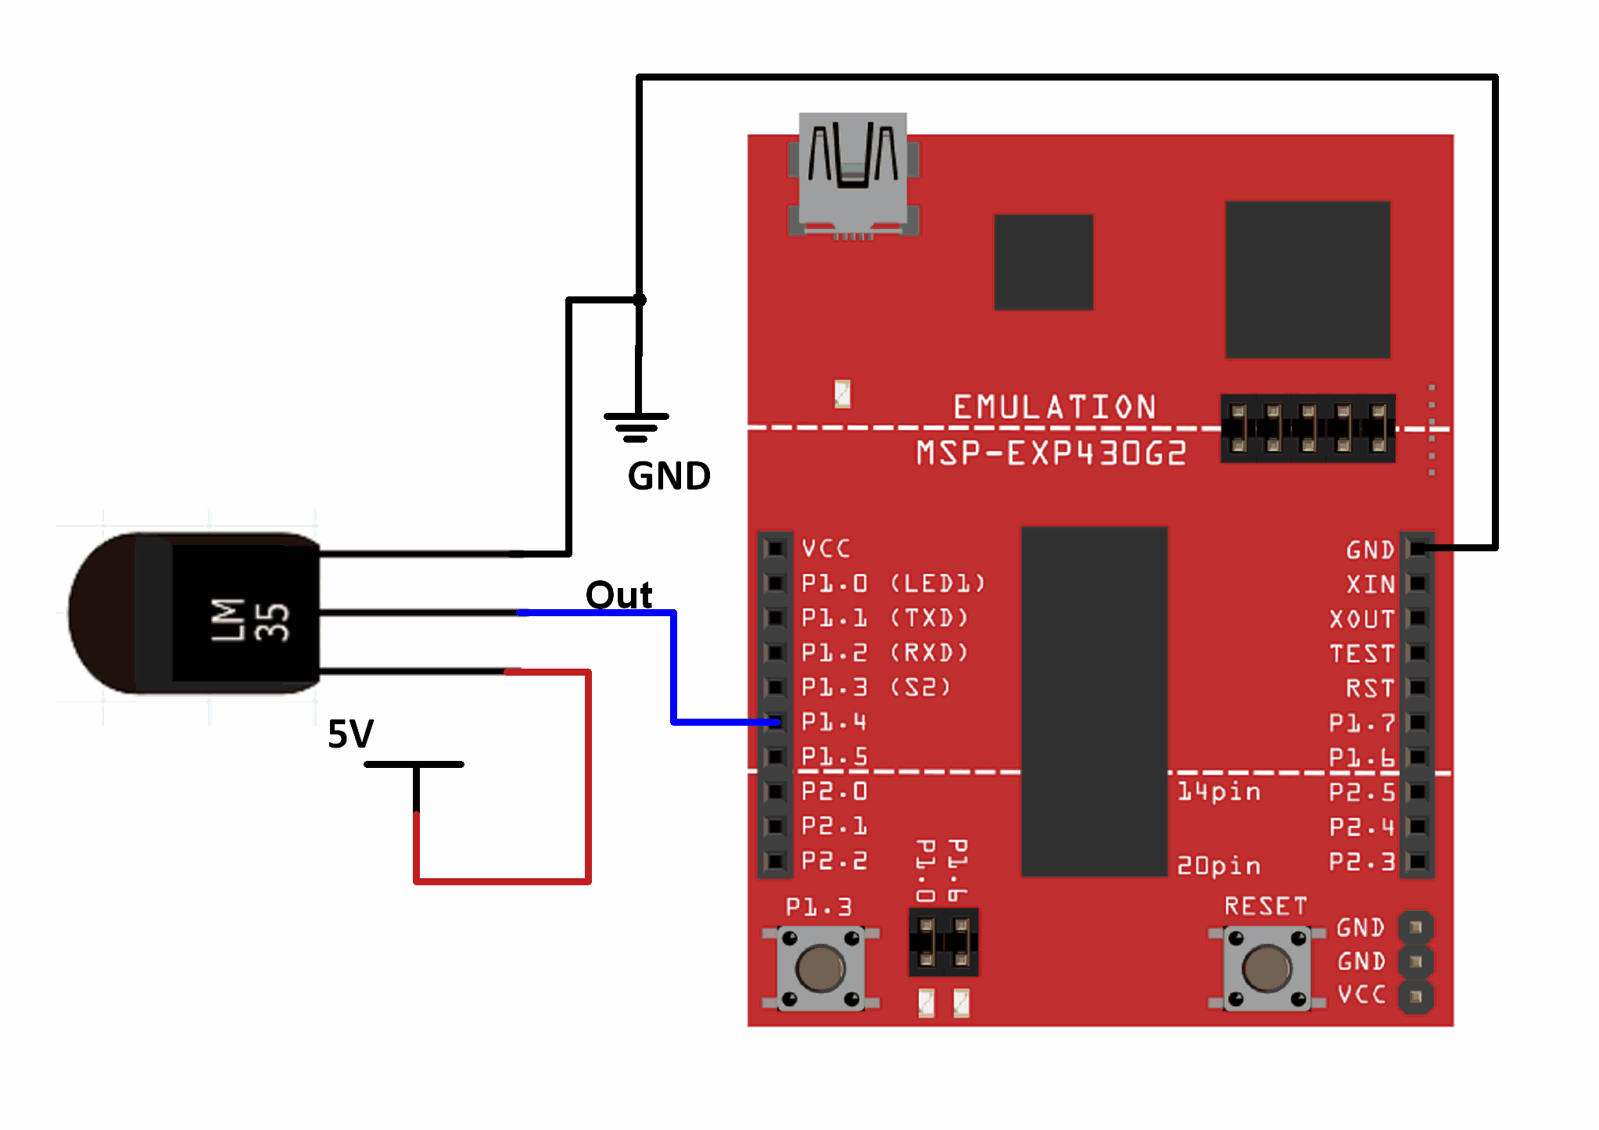 EMULATION
MSP-EXP430G2
GND
LM
35
Out
5V
VCC
P1.0 (LED1)
P1.1 (TXD)
P1.2 (RXD)
P1.3 (S2)
P1.4
P1.5
P2.0
P2.1
P2.2
GND
XIN
XOUT
TEST
RST
P1.7
P1.6
P2.5
P2.4
P2.3
14pin
20pin
P1.0
P1.6
P1.3
RESET
GND
GND
VCC